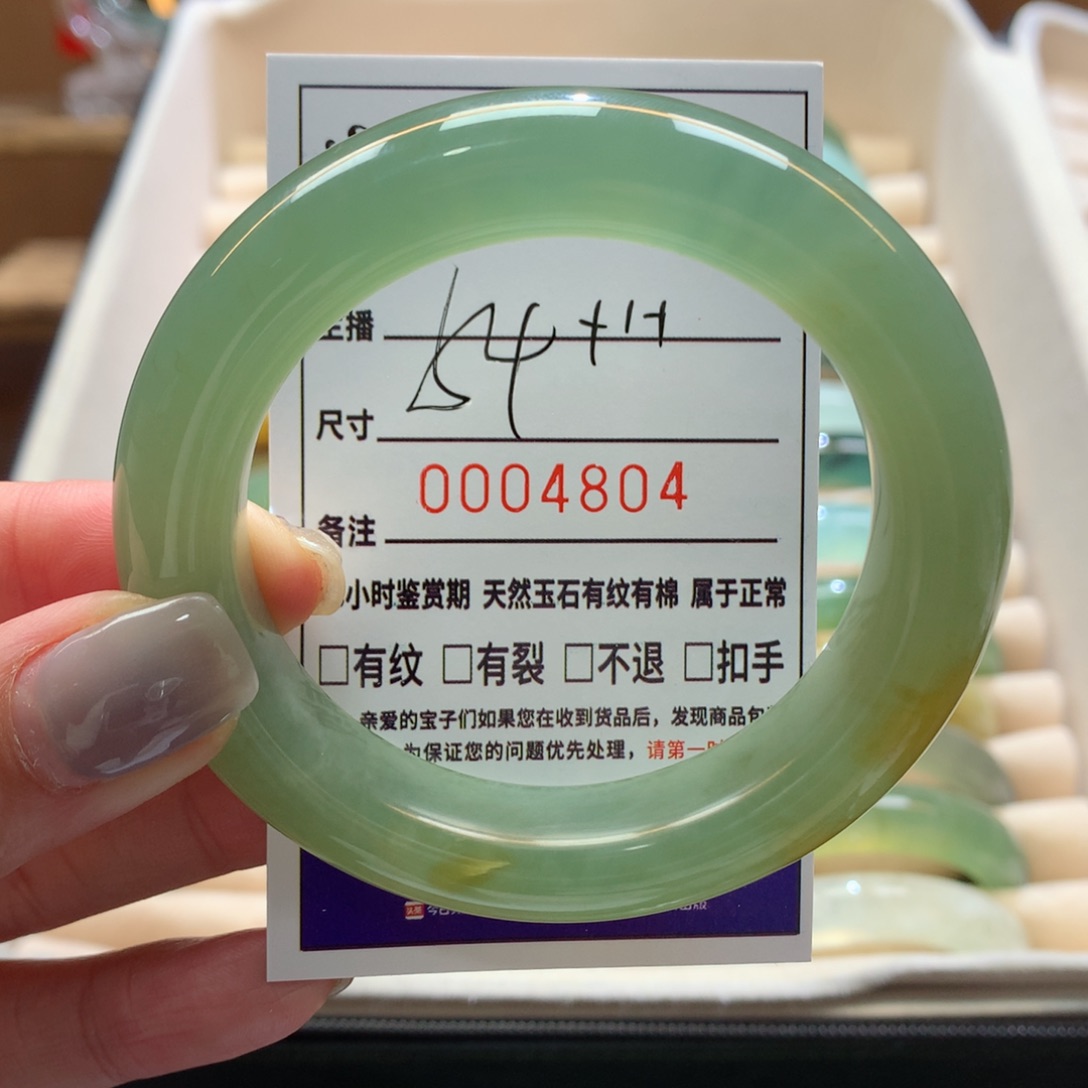 主播
54+
尺寸
0004804
备注
小时鉴赏期 天然玉石有纹有棉 属于正常
□有纹 □有裂 □不退 □扣手
亲爱的宝子们如果您在收到货品后,发现商品包
为保证您的问题优先处理,请第一时